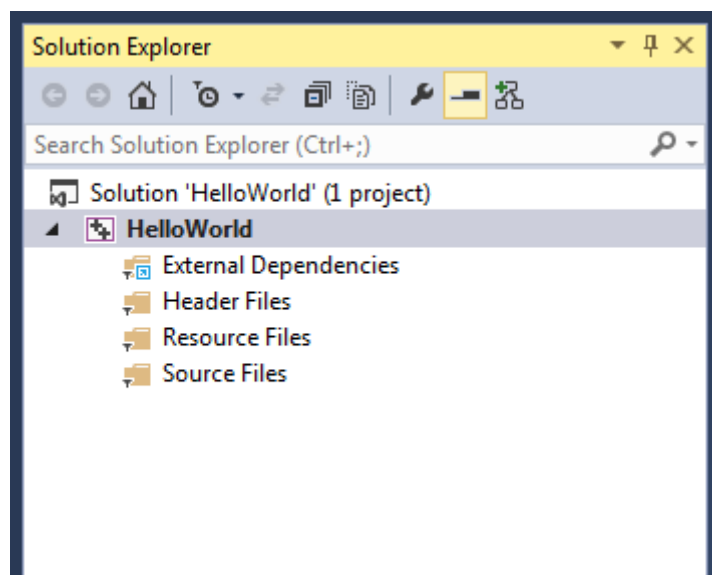 Solution Explorer
Search Solution Explorer (Ctrl+;)
Solution 'HelloWorld' (1 project)
HelloWorld
External Dependencies
Header Files
Resource Files
Source Files